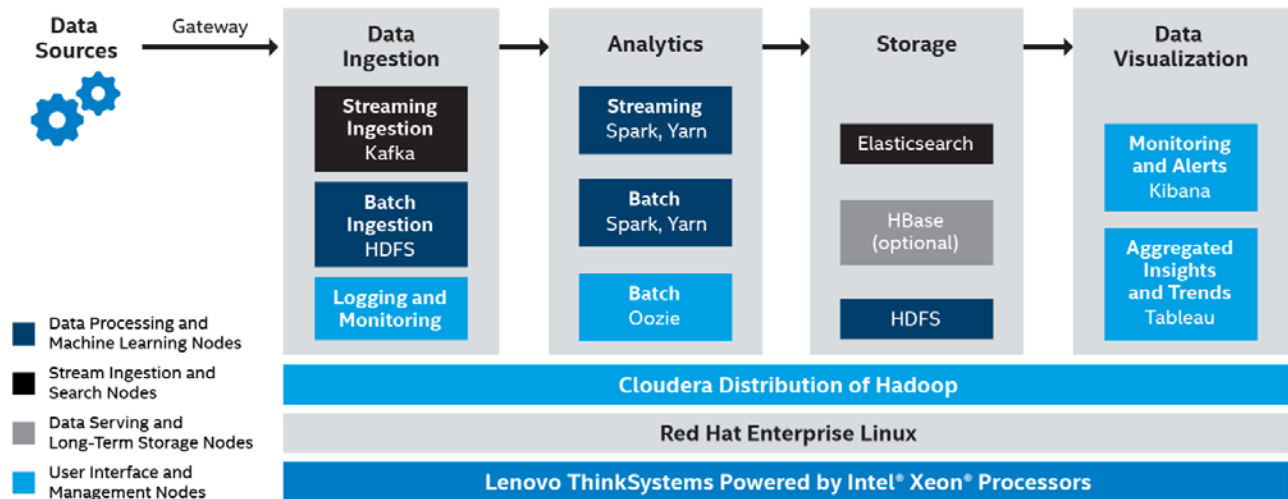 Data
Sources
Gateway
Data
Ingestion
Streaming
Ingestion
Kafka
Batch
Ingestion
HDFS
Logging and
Monitoring
Analytics
Streaming
Spark, Yarn
Batch
Spark, Yarn
Batch
Oozie
Storage
Elasticsearch
HBase
(optional)
HDFS
Data
Visualization
Monitoring
and Alerts
Kibana
Aggregated
Insights
and Trends
Tableau
Data Processing and
Machine Learning Nodes
Stream Ingestion and
Search Nodes
Data Serving and
Long-Term Storage Nodes
User Interface and
Management Nodes
Cloudera Distribution of Hadoop
Red Hat Enterprise Linux
Lenovo ThinkSystems Powered by Intel® Xeon® Processors